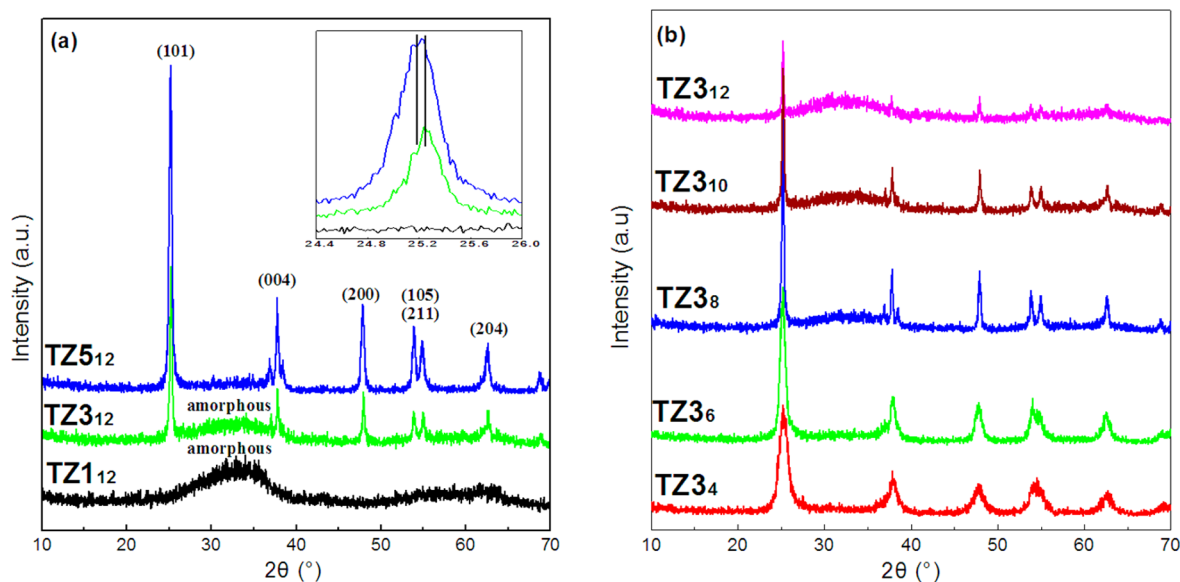 (a)
(101)
(004)
(200)
(105)
(211)
(204)
24.4 24.8 25.2 25.6 26.0
TZ5₁₂
TZ3₁₂
TZ1₁₂
amorphous
amorphous
Intensity (a.u.)
10 20 30 40 50 60 70
2θ (°)
(b)
TZ3₁₂
TZ3₁₀
TZ3₈
TZ3₆
TZ3₄
Intensity (a.u)
10 20 30 40 50 60 70
2θ (°)